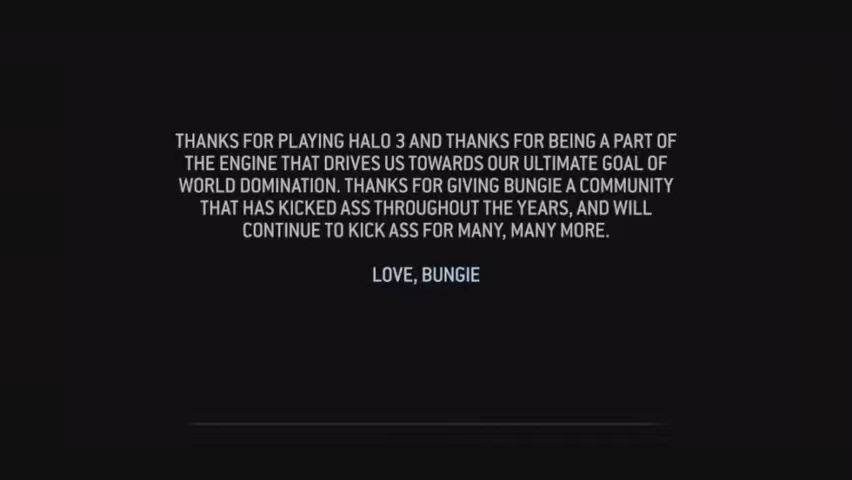 THANKS FOR PLAYING HALO 3 AND THANKS FOR BEING A PART OF
THE ENGINE THAT DRIVES US TOWARDS OUR ULTIMATE GOAL OF
WORLD DOMINATION. THANKS FOR GIVING BUNGIE A COMMUNITY
THAT HAS KICKED ASS THROUGHOUT THE YEARS, AND WILL
CONTINUE TO KICK ASS FOR MANY, MANY MORE.
LOVE, BUNGIE